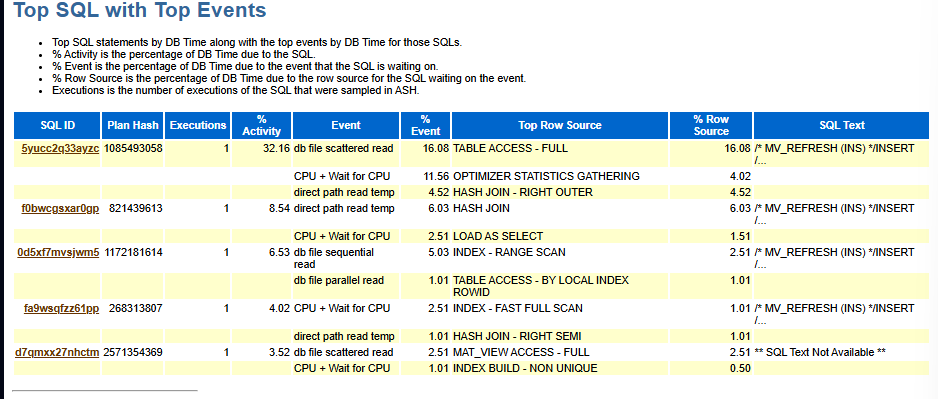 Top SQL with Top Events
Top SQL statements by DB Time along with the top events by DB Time for those SQLs.
% Activity is the percentage of DB Time due to the SQL.
% Event is the percentage of DB Time due to the event that the SQL is waiting on.
% Row Source is the percentage of DB Time due to the row source for the SQL waiting on the event.
Executions is the number of executions of the SQL that were sampled in ASH.
SQL ID Plan Hash Executions % Activity Event % Event Top Row Source % Row Source SQL Text
5yucc2q33ayzc 1085493058 1 32.16 db file scattered read 16.08 TABLE ACCESS - FULL 16.08 /* MV_REFRESH (INS) */INSERT
/...
CPU + Wait for CPU 11.56 OPTIMIZER STATISTICS GATHERING 4.02
direct path read temp 4.52 HASH JOIN - RIGHT OUTER 4.52
f0bwcgsxar0gp 821439613 1 8.54 direct path read temp 6.03 HASH JOIN 6.03 /* MV_REFRESH (INS) */INSERT
/...
CPU + Wait for CPU 2.51 LOAD AS SELECT 1.51
0d5xf7mvsjwm5 1172181614 1 6.53 db file sequential 5.03 INDEX - RANGE SCAN 2.51 /* MV_REFRESH (INS) */INSERT
read /...
db file parallel read 1.01 TABLE ACCESS - BY LOCAL INDEX 1.01
ROWID
fa9wsqfzz61pp 268313807 1 4.02 CPU + Wait for CPU 2.51 INDEX - FAST FULL SCAN 1.01 /* MV_REFRESH (INS) */INSERT
/...
direct path read temp 1.01 HASH JOIN - RIGHT SEMI 1.01
d7qmxx27nhctm 2571354369 1 3.52 db file scattered read 2.51 MAT_VIEW ACCESS - FULL 2.51 ** SQL Text Not Available **
CPU + Wait for CPU 1.01 INDEX BUILD - NON UNIQUE 0.50